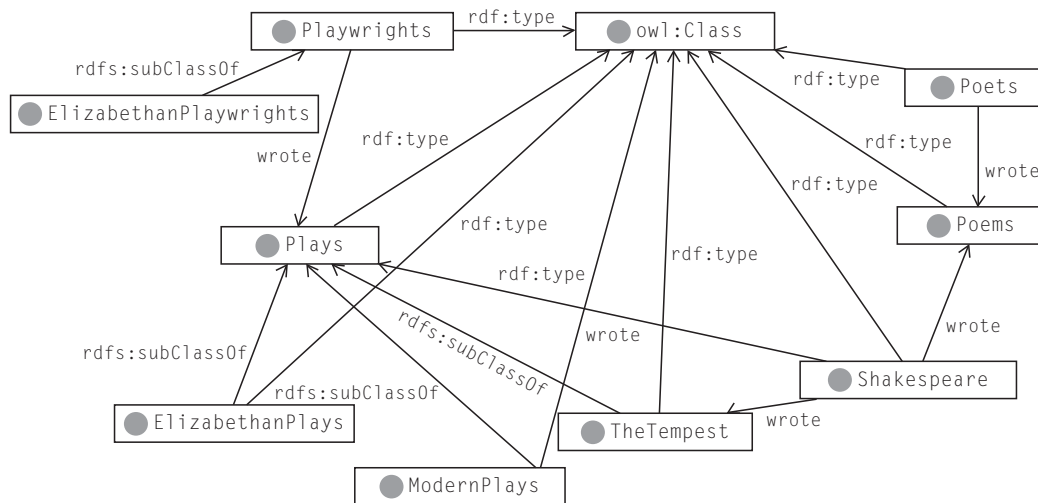 rdf:type
Playwrights
owl:Class
rdfs:subClassOf
rdf:type
Poets
ElizabethanPlaywrights
rdf:type
rdf:type
wrote
wrote
rdf:type
Poems
Plays
rdf:type
rdf:type
rdf:type
wrote
wrote
rdfs:subClassOf
rdfs:subClassOf
Shakespeare
rdfs:subClassOf
ElizabethanPlays
TheTempest
wrote
ModernPlays